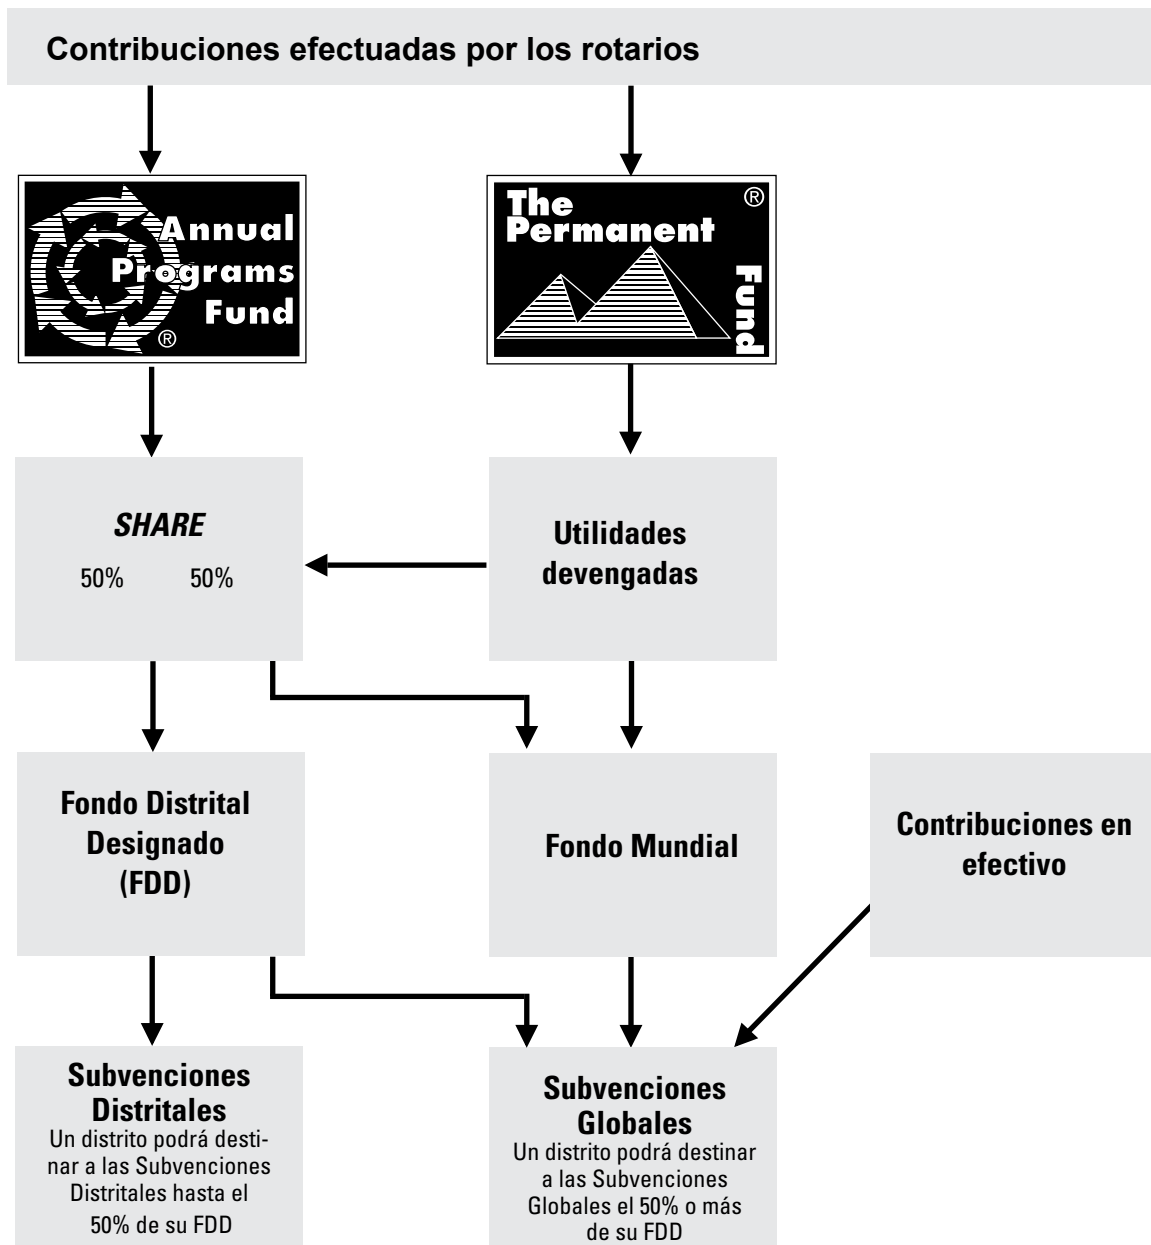 Contribuciones efectuadas por los rotarios
Annual
Programs
Fund
®
The
Permanent
Fund
®
SHARE
50% 50%
Utilidades
devengadas
Fondo Distrital
Designado
(FDD)
Fondo Mundial
Contribuciones en
efectivo
Subvenciones
Distritales
Un distrito podrá desti-
nar a las Subvenciones
Distritales hasta el
50% de su FDD
Subvenciones
Globales
Un distrito podrá destinar
a las Subvenciones
Globales el 50% o más
de su FDD